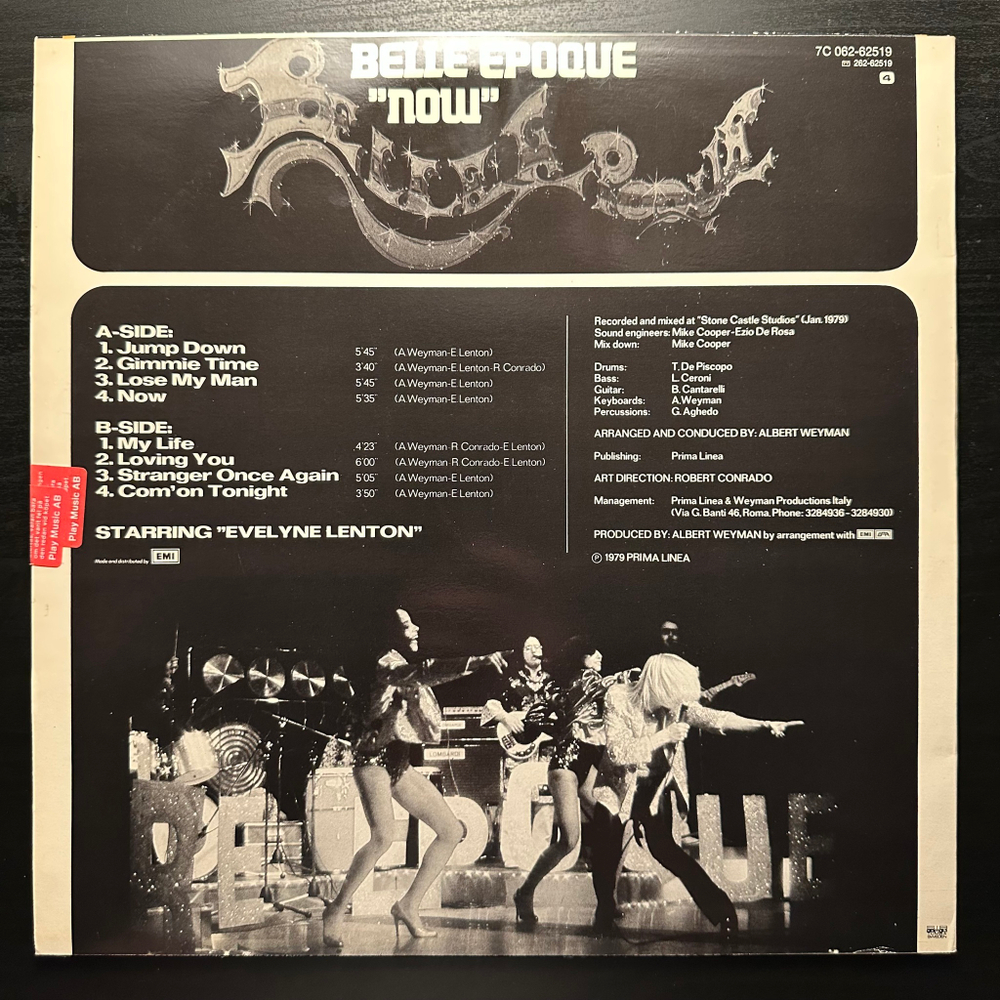 BELLE EPOQUE
"NOW"
BELLE EPOQUE
7C 062-62519
262-62519
4
A-SIDE:
1. Jump Down 5'45" (A.Weyman-E.Lenton)
2. Gimmie Time 3'40" (A.Weyman-E.Lenton-R.Conrado)
3. Lose My Man 5'45" (A.Weyman-E.Lenton)
4. Now 5'35" (A.Weyman-E.Lenton)
B-SIDE:
1. My Life 4'23" (A.Weyman-R.Conrado-E.Lenton)
2. Loving You 6'00" (A.Weyman-R.Conrado-E.Lenton)
3. Stranger Once Again 5'05" (A.Weyman-E.Lenton)
4. Com'on Tonight 3'50" (A.Weyman-E.Lenton)
STARRING "EVELYNE LENTON"
Made and distributed by EMI
Recorded and mixed at "Stone Castle Studios" (Jan. 1979)
Sound engineers: Mike Cooper-Ezio De Rosa
Mix down: Mike Cooper
Drums: T.De Piscopo
Bass: L.Ceroni
Guitar: B.Cantarelli
Keyboards: A.Weyman
Percussions: G.Aghedo
ARRANGED AND CONDUCED BY: ALBERT WEYMAN
Publishing: Prima Linea
ART DIRECTION: ROBERT CONRADO
Management: Prima Linea & Weyman Productions Italy
(Via G. Banti 46, Roma. Phone: 3284936-3284930)
PRODUCED BY: ALBERT WEYMAN by arrangement with EMI
℗ 1979 PRIMA LINEA
Play Music AB
Play Music AB
LOMBARDI